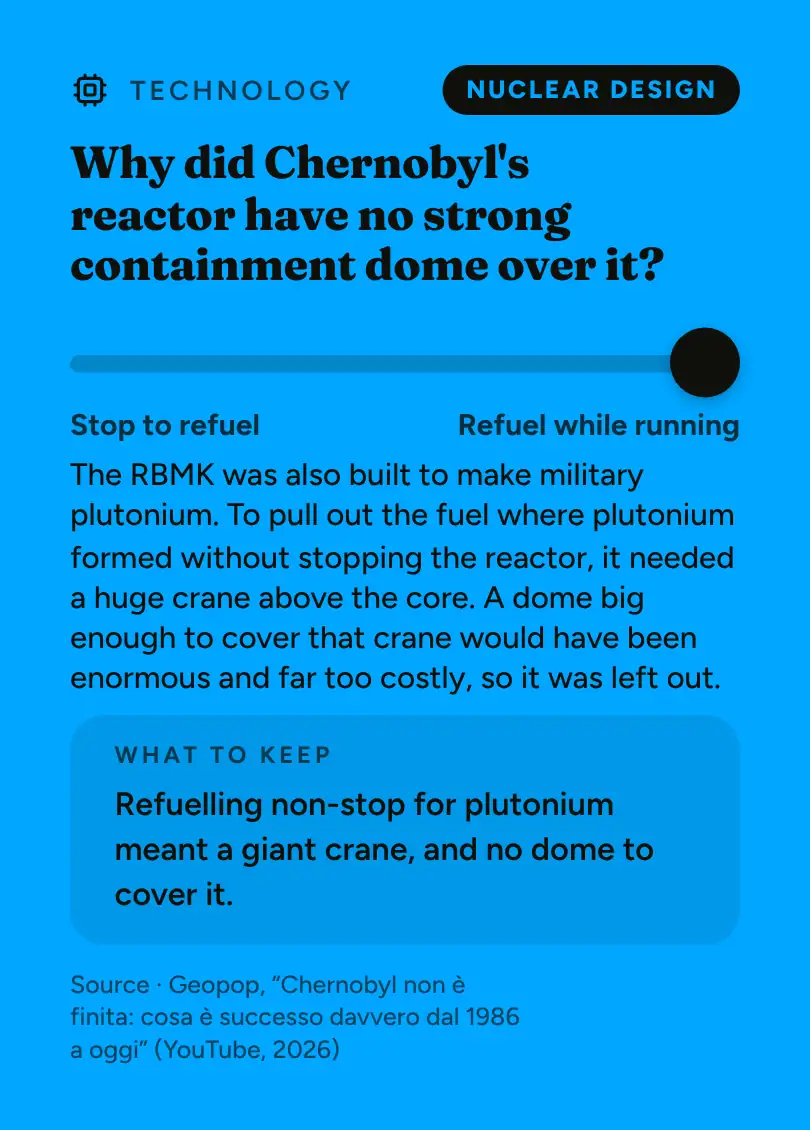 TECHNOLOGY
NUCLEAR DESIGN
Why did Chernobyl's
reactor have no strong
containment dome over it?
Stop to refuel
Refuel while running
The RBMK was also built to make military
plutonium. To pull out the fuel where plutonium
formed without stopping the reactor, it needed
a huge crane above the core. A dome big
enough to cover that crane would have been
enormous and far too costly, so it was left out.
WHAT TO KEEP
Refuelling non-stop for plutonium
meant a giant crane, and no dome to
cover it.
Source · Geopop, “Chernobyl non è
finita: cosa è successo davvero dal 1986
a oggi” (YouTube, 2026)